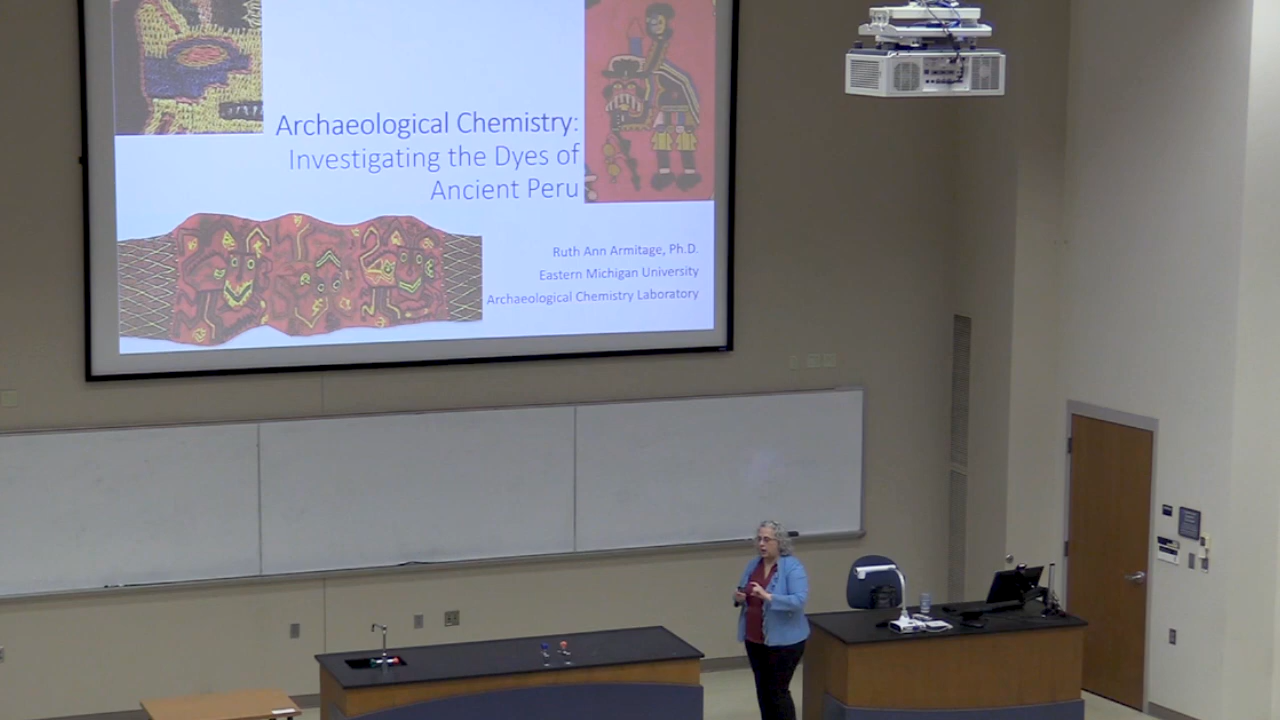 Archaeological Chemistry:
Investigating the Dyes of
Ancient Peru
Ruth Ann Armitage, Ph.D.
Eastern Michigan University
Archaeological Chemistry Laboratory